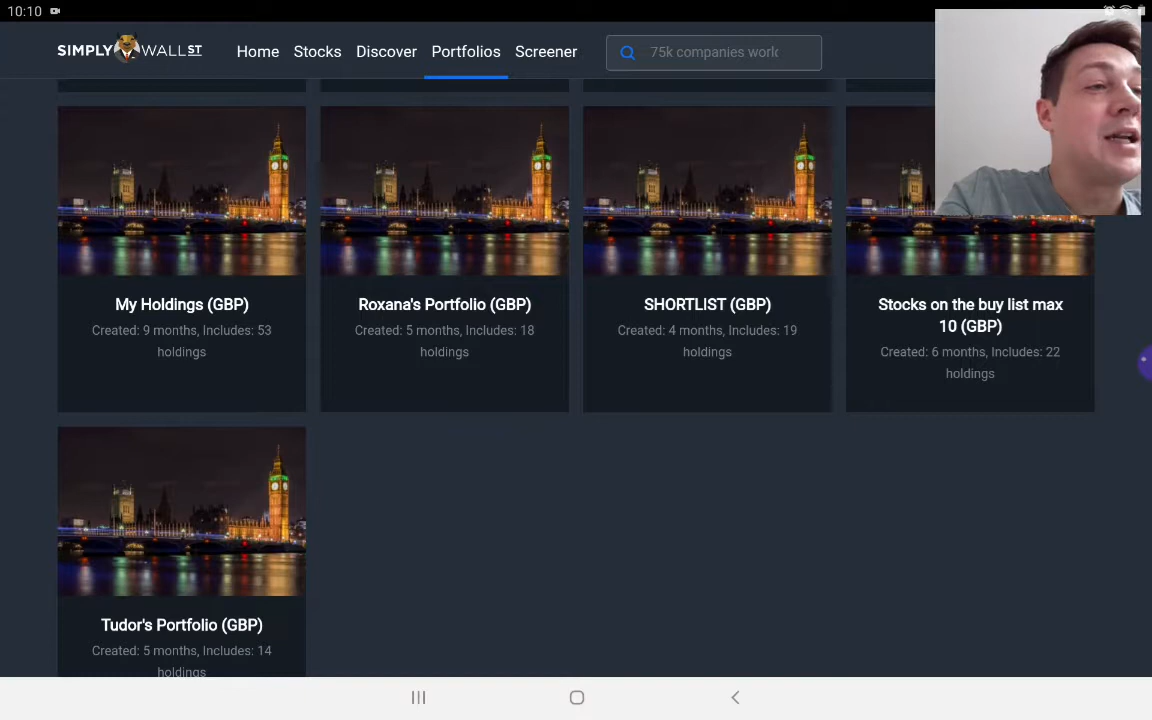 10:10
SIMPLY WALL ST
Home Stocks Discover Portfolios Screener
75k companies world
My Holdings (GBP)
Created: 9 months, Includes: 53
holdings
Roxana's Portfolio (GBP)
Created: 5 months, Includes: 18
holdings
SHORTLIST (GBP)
Created: 4 months, Includes: 19
holdings
Stocks on the buy list max
10 (GBP)
Created: 6 months, Includes: 22
holdings
Tudor's Portfolio (GBP)
Created: 5 months, Includes: 14
holdings